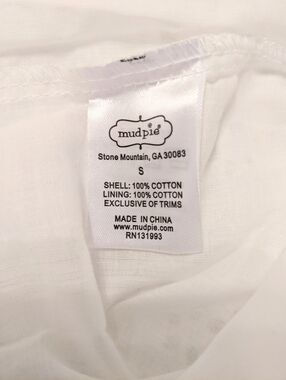 mudpie
Stone Mountain, GA 30083
S
SHELL: 100% COTTON
LINING: 100% COTTON
EXCLUSIVE OF TRIMS
MADE IN CHINA
www.mudpie.com
RN131993